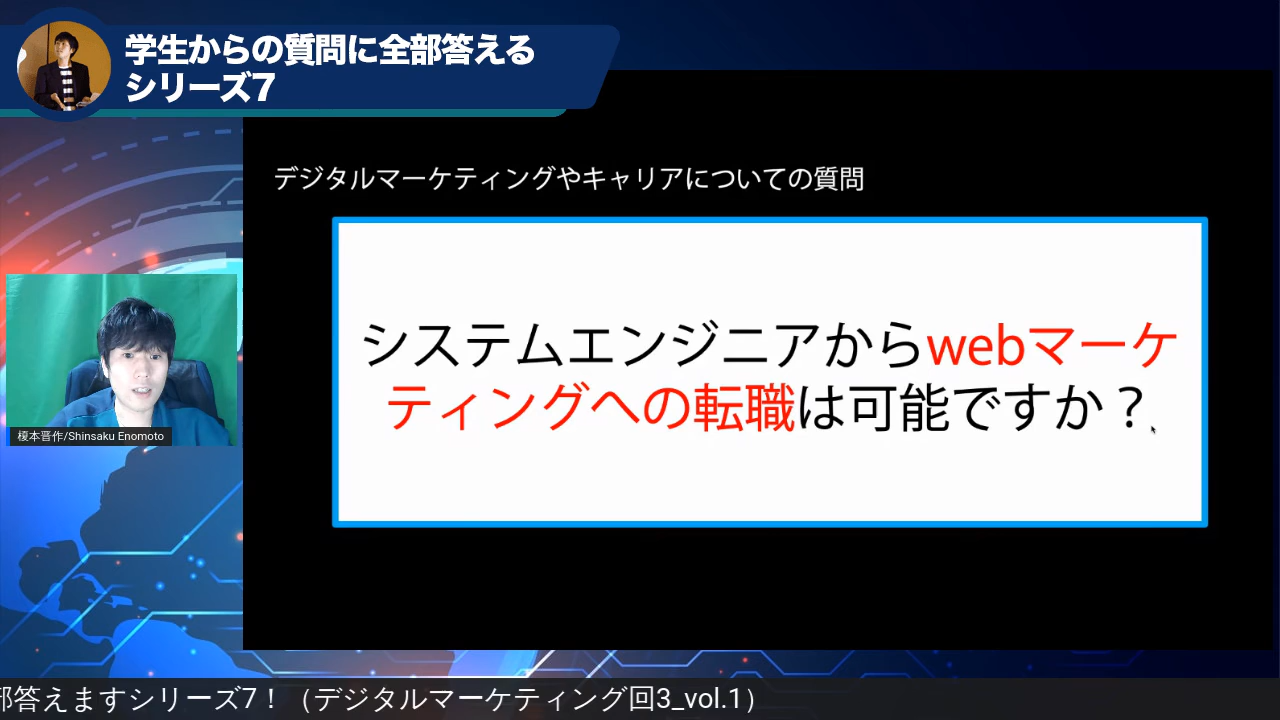 学生からの質問に全部答える
シリーズ7
デジタルマーケティングやキャリアについての質問
システムエンジニアからwebマーケ
ティングへの転職は可能ですか？
榎本晋作/Shinsaku Enomoto
部答えますシリーズ7！（デジタルマーケティング回3_vol.1）